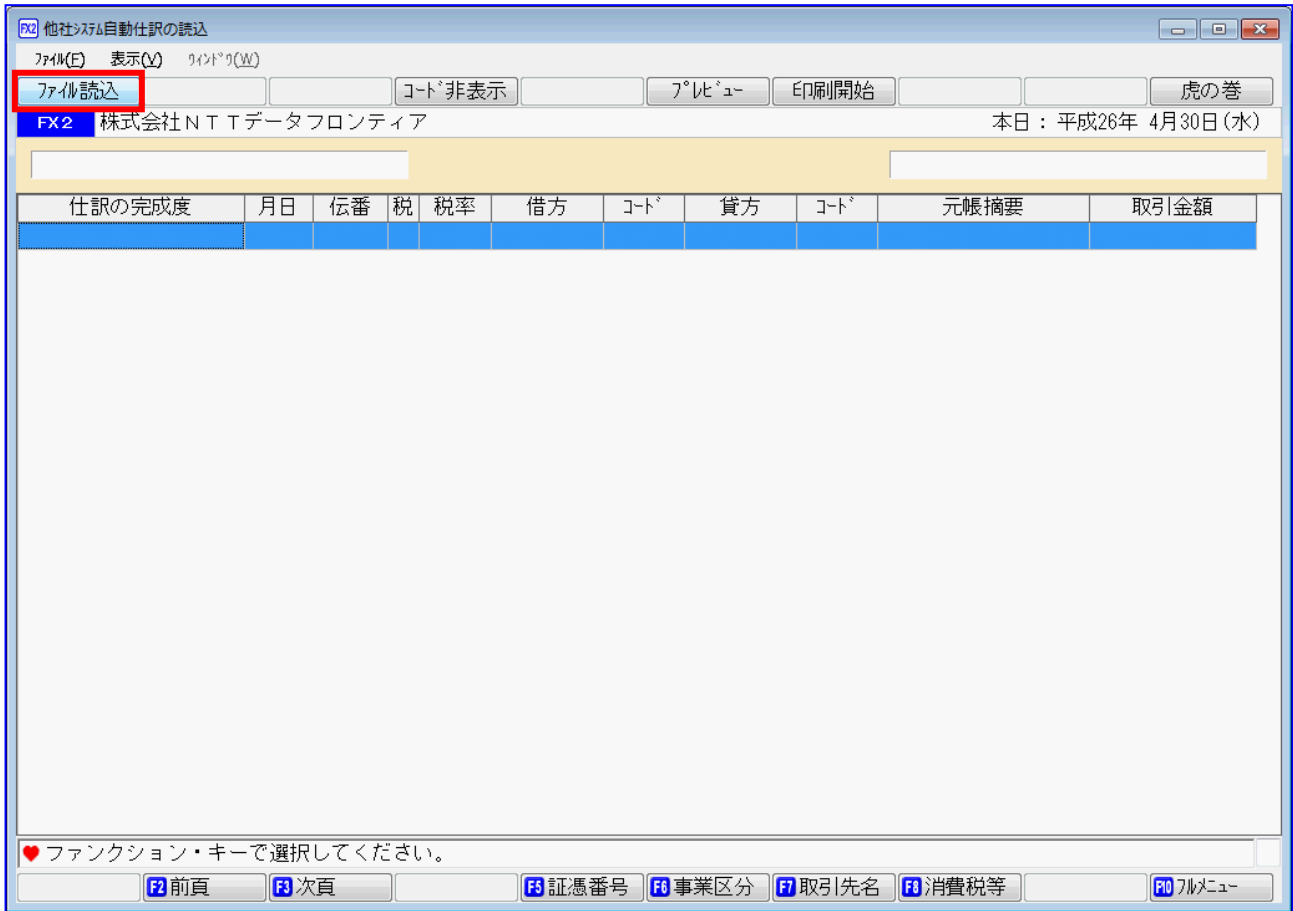 FX2 他社ｼｽﾃﾑ自動仕訳の読込
ﾌｧｲﾙ(F) 表示(V) ｳｨﾝﾄﾞｳ(W)
ﾌｧｲﾙ読込 ｺｰﾄﾞ非表示 ﾌﾟﾚﾋﾞｭｰ 印刷開始 虎の巻
FX2 株式会社ＮＴＴデータフロンティア 本日：平成26年 4月30日(水)
仕訳の完成度 月日 伝番 税 税率 借方 ｺｰﾄﾞ 貸方 ｺｰﾄﾞ 元帳摘要 取引金額
ファンクション・キーで選択してください。
F2 前頁 F3 次頁 F5 証憑番号 F6 事業区分 F7 取引先名 F8 消費税等 F10 ﾌﾙﾒﾆｭｰ